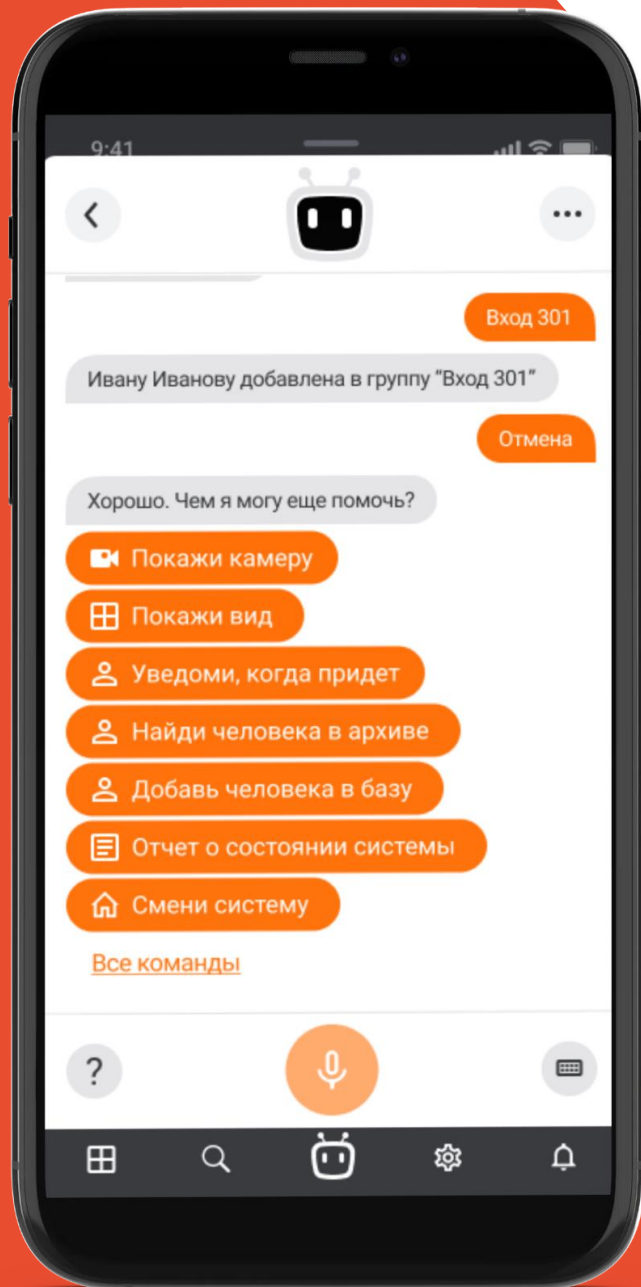 9:41
Вход 301
Ивану Иванову добавлена в группу “Вход 301”
Отмена
Хорошо. Чем я могу еще помочь?
Покажи камеру
Покажи вид
Уведоми, когда придет
Найди человека в архиве
Добавь человека в базу
Отчет о состоянии системы
Смени систему
Все команды
?